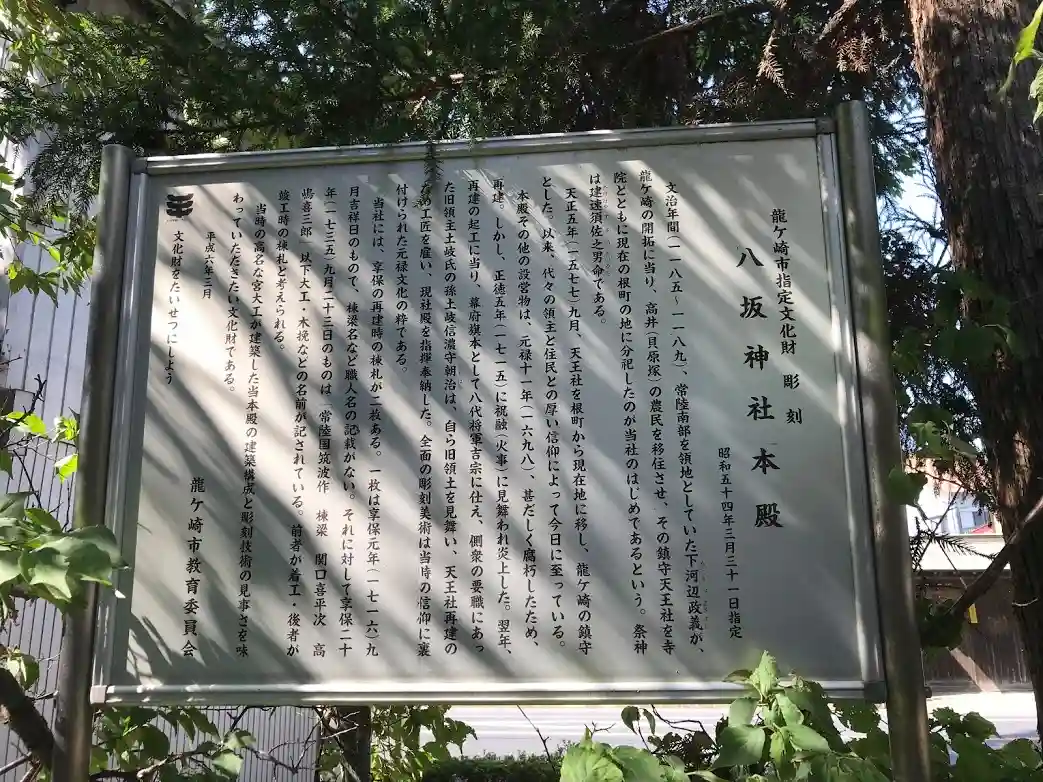 龍ケ崎市指定文化財　彫刻
八坂神社本殿
昭和五十四年三月三十一日指定
文治年間(一一八五～一一八九)、常陸南部を領地としていた下河辺政義が、
龍ケ崎の開拓に当り、高井(貝原塚)の農民を移住させ、その鎮守天王社を寺
院とともに現在の根町の地に分祀したのが当社のはじめであるという。祭神
は建速須佐之男命である。
天正五年(一五七七)九月、天王社を根町から現在地に移し、龍ケ崎の鎮守
とした。以来、代々の領主と住民との厚い信仰によって今日に至っている。
本殿その他の設営物は、元禄十一年(一六九八)、甚だしく腐朽したため、
再建、しかし、正徳五年(一七一五)に祝融(火事)に見舞われ炎上した。翌年、
再建の起工に当り、幕府旗本として八代将軍吉宗に仕え、側衆の要職にあっ
た旧領主土岐氏の孫土岐信濃守朝治は、自ら旧領土を見舞い、天王社再建の
ため工匠を雇い、現社殿を指揮奉納した。全面の彫刻美術は当時の信仰に裏
付けられた元禄文化の粋である。
当社には、享保の再建時の棟札が二枚ある。一枚は享保元年(一七一六)九
月吉祥日のもので、棟梁名など職人名の記載がない。それに対して享保二十
年(一七三五)九月二十三日のものは「常陸国筑波作　棟梁　関口喜平次　高
嶋喜三郎」以下大工・木挽などの名前が記されている。前者が着工・後者が
竣工時の棟札と考えられる。
当時の高名な宮大工が建築した当本殿の建築構成と彫刻技術の見事さを味
わっていただきたい文化財である。
平成六年三月
龍ケ崎市教育委員会
文化財をたいせつにしよう